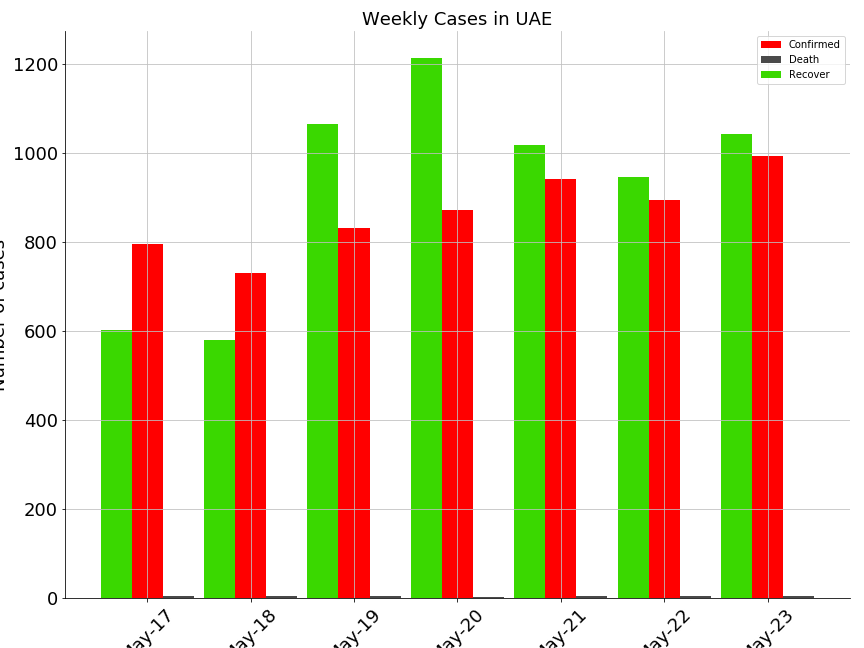 Weekly Cases in UAE
Confirmed
Death
Recover
1200
1000
800
600
400
200
0
Number of cases
May-17
May-18
May-19
May-20
May-21
May-22
May-23